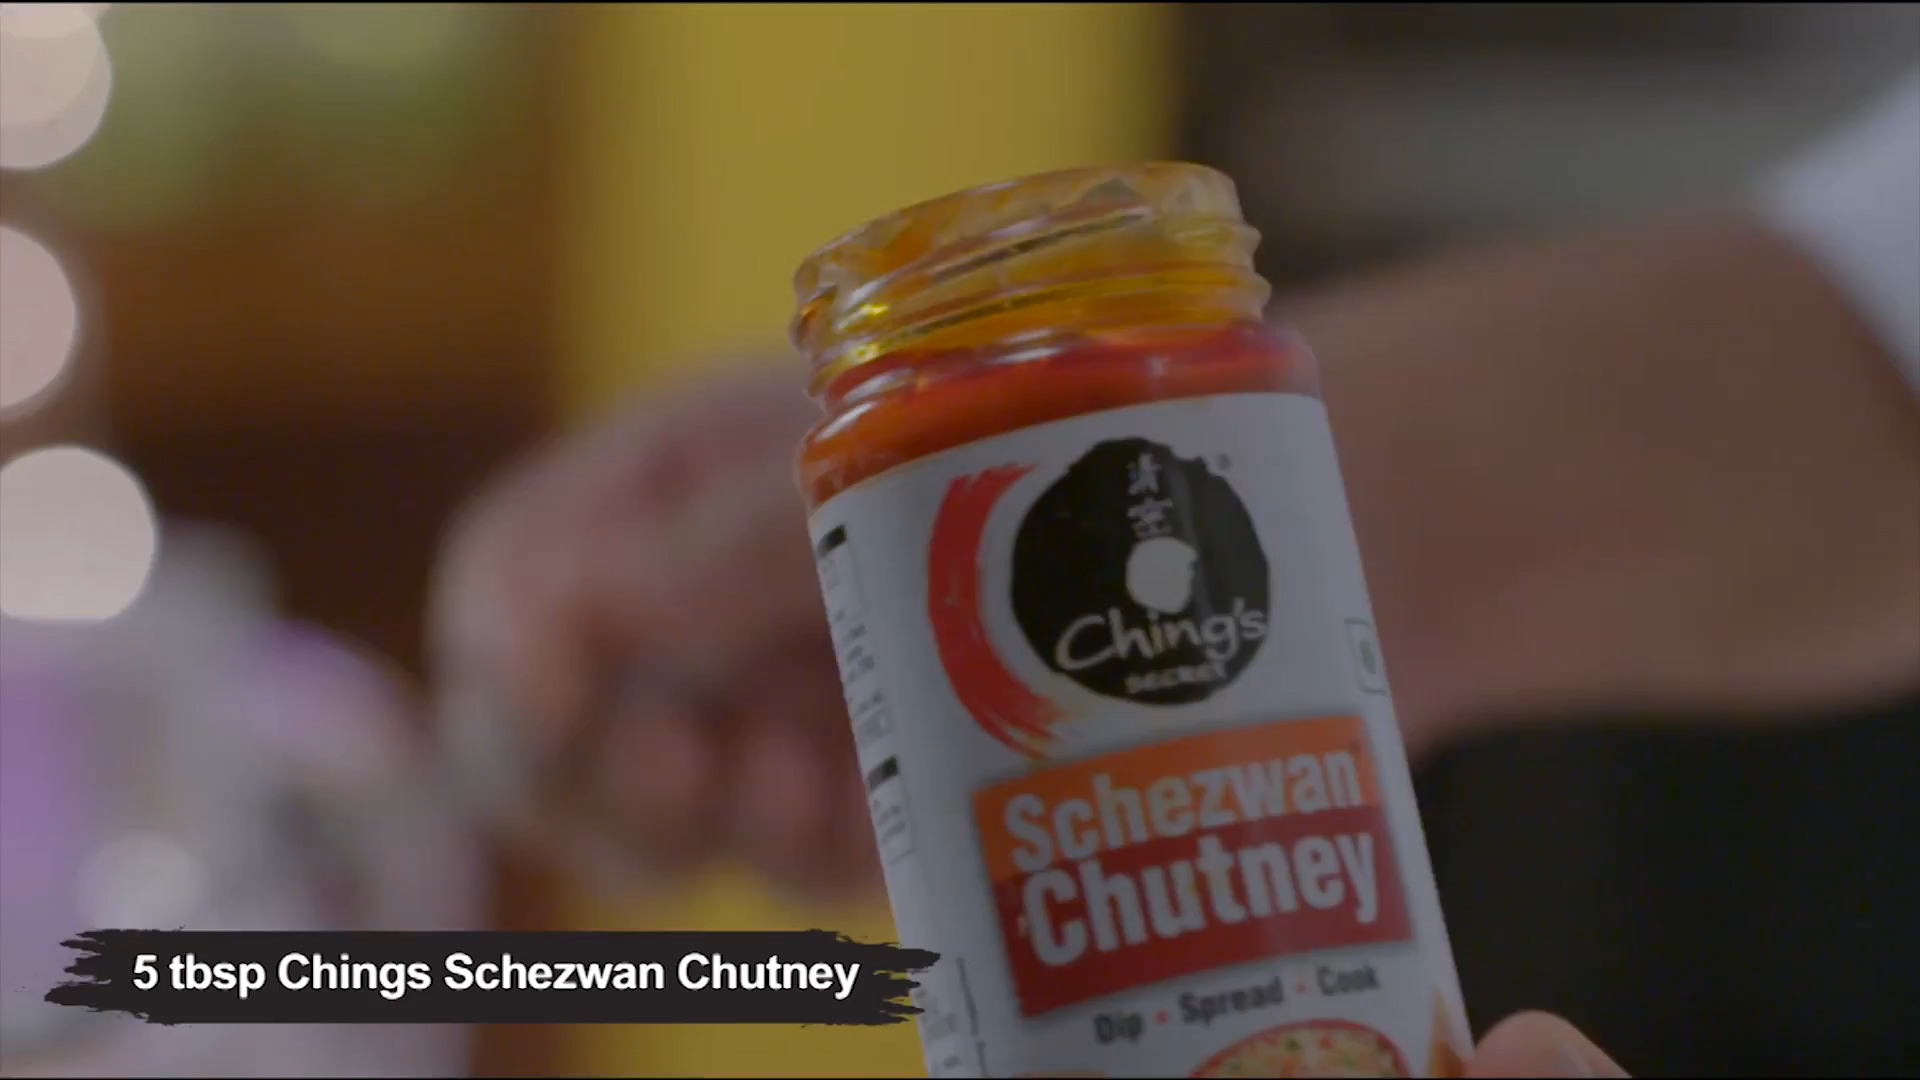 Ching's
SECRET
Schezwan
Chutney
Dip • Spread • Cook
5 tbsp Chings Schezwan Chutney